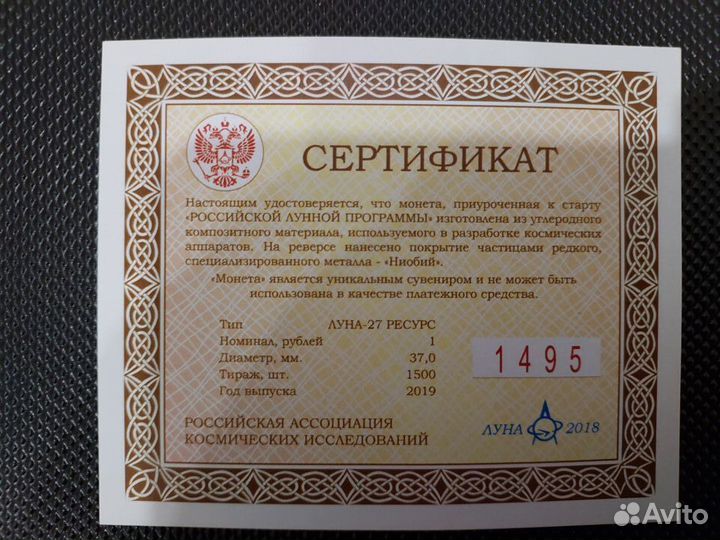 СЕРТИФИКАТ
Настоящим удостоверяется, что монета, приуроченная к старту
«РОССИЙСКОЙ ЛУННОЙ ПРОГРАММЫ» изготовлена из углеродного
композитного материала, используемого в разработке космических
аппаратов. На реверсе нанесено покрытие частицами редкого,
специализированного металла - «Ниобий».
«Монета» является уникальным сувениром и не может быть
использована в качестве платежного средства.
Тип ЛУНА-27 РЕСУРС
Номинал, рублей 1
Диаметр, мм. 37,0
Тираж, шт. 1500
Год выпуска 2019
1495
РОССИЙСКАЯ АССОЦИАЦИЯ
КОСМИЧЕСКИХ ИССЛЕДОВАНИЙ
ЛУНА 2018
Avito